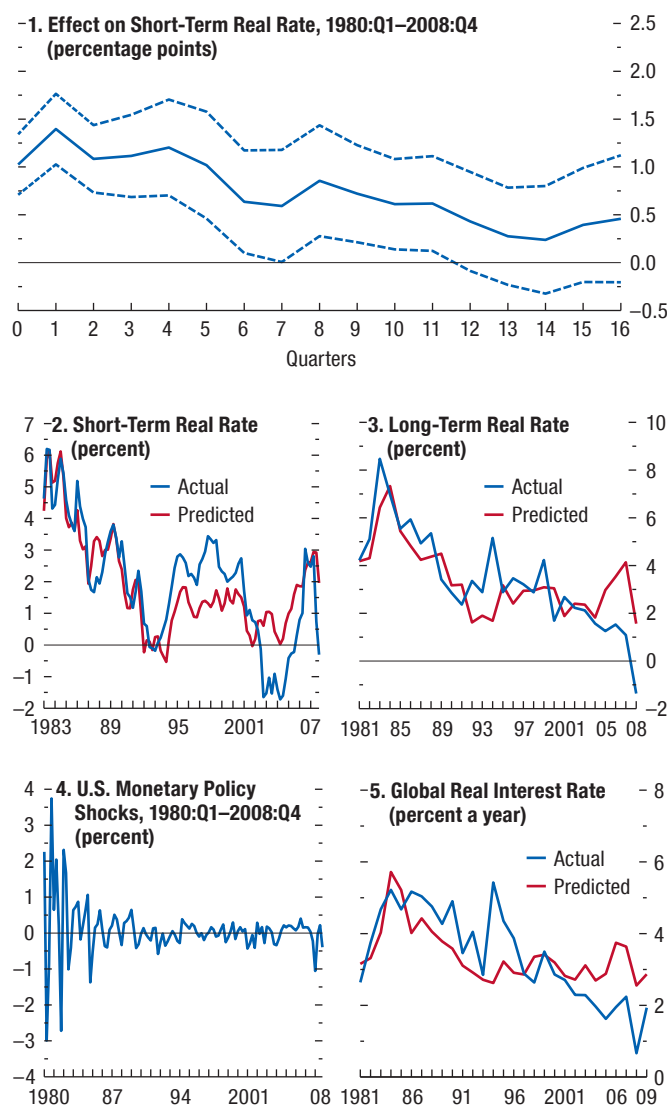 1. Effect on Short-Term Real Rate, 1980:Q1–2008:Q4
(percentage points)
2.5
2.0
1.5
1.0
0.5
0.0
–0.5
0 1 2 3 4 5 6 7 8 9 10 11 12 13 14 15 16
Quarters
2. Short-Term Real Rate
(percent)
Actual
Predicted
7
6
5
4
3
2
1
0
–1
–2
1983 89 95 2001 07
3. Long-Term Real Rate
(percent)
Actual
Predicted
10
8
6
4
2
0
–2
1981 85 89 93 97 2001 05 08
4. U.S. Monetary Policy
Shocks, 1980:Q1–2008:Q4
(percent)
4
3
2
1
0
–1
–2
–3
–4
1980 87 94 2001 08
5. Global Real Interest Rate
(percent a year)
Actual
Predicted
8
6
4
2
0
1981 86 91 96 2001 06 09